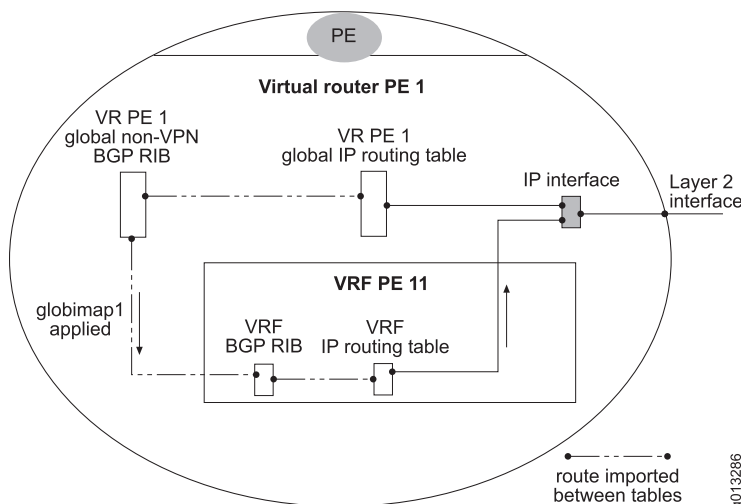 PE
Virtual router PE 1
VR PE 1
global non-VPN
BGP RIB
VR PE 1
global IP routing table
IP interface
Layer 2
interface
VRF PE 11
globimap1
applied
VRF
BGP RIB
VRF
IP routing table
route imported
between tables
g013286